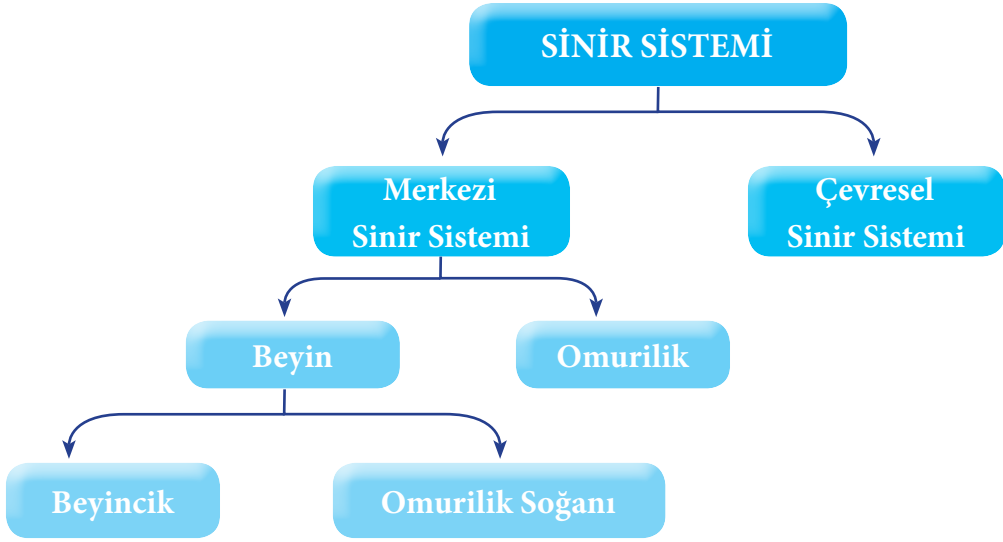 SİNİR SİSTEMİ
Merkezi
Sinir Sistemi
Çevresel
Sinir Sistemi
Beyin
Omurilik
Beyincik
Omurilik Soğanı